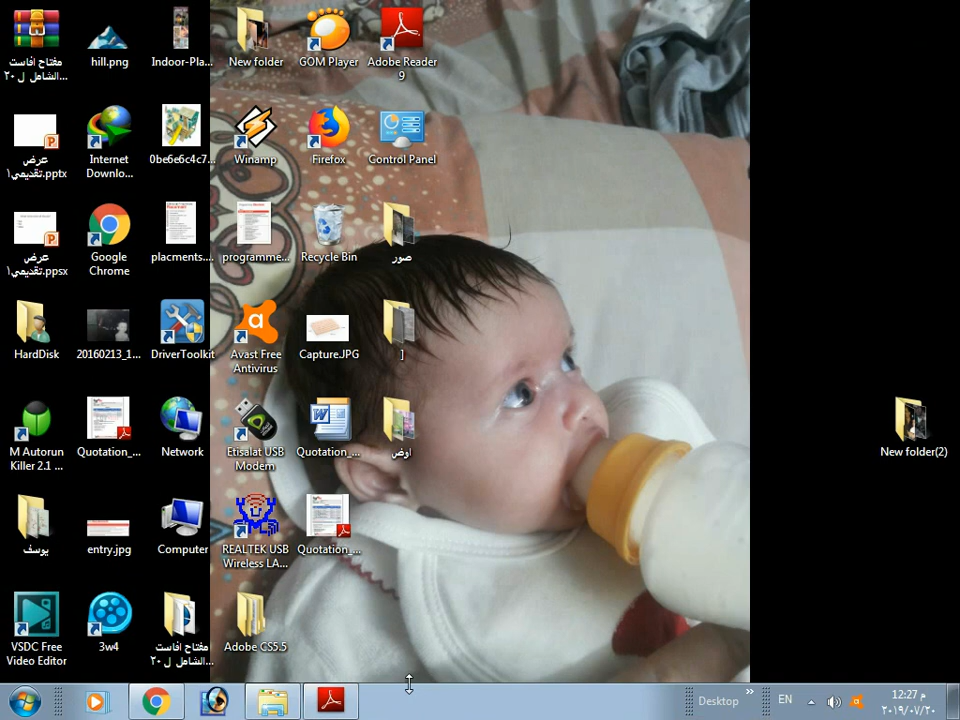 مفتاح افاست
الشامل ل ٢٠...
hill.png
Indoor-Pla...
New folder
GOM Player
Adobe Reader
9
عرض
تقديمي١.pptx
Internet
Downlo...
0be6e6c4c7...
Winamp
Firefox
Control Panel
عرض
تقديمي١.ppsx
Google
Chrome
placments....
programme...
Recycle Bin
صور
HardDisk
20160213_1...
DriverToolkit
Avast Free
Antivirus
CaptureJPG
]
M Autorun
Killer 2.1 ...
Quotation_...
Network
Etisalat USB
Modem
Quotation_...
اوض
New folder(2)
يوسف
entry.jpg
Computer
REALTEK USB
Wireless LA...
Quotation_...
VSDC Free
Video Editor
3w4
مفتاح افاست
الشامل ل ٢٠...
Adobe CS5.5
Desktop
EN
12:27 م
٢٠١٩/٠٧/٢٠